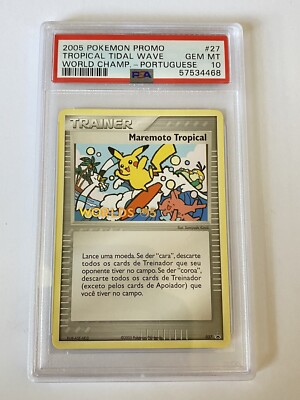 2005 POKEMON PROMO #27
TROPICAL TIDAL WAVE GEM MT
WORLD CHAMP.-PORTUGUESE 10
PSA 57534468
TRAINER
Maremoto Tropical
WORLDS'05
Lance uma moeda. Se der "cara", descarte
todos os cards de Treinador que seu
oponente tiver no campo. Se der "coroa",
descarte todos os cards de Treinador
(exceto pelos cards de Apoiador) que
você tiver no campo.